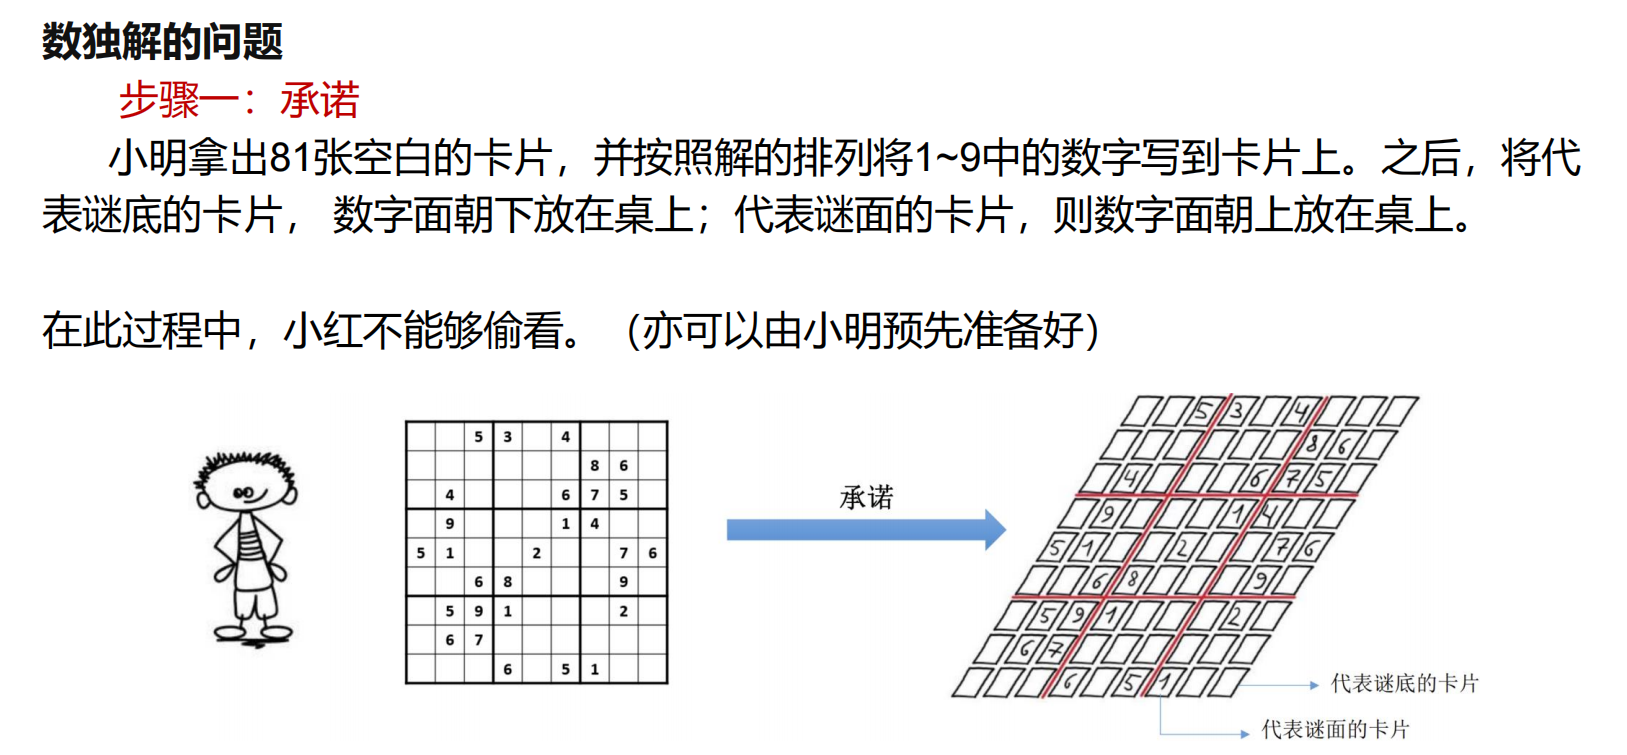 数独解的问题
步骤一：承诺
小明拿出81张空白的卡片，并按照解的排列将1~9中的数字写到卡片上。之后，将代
表谜底的卡片， 数字面朝下放在桌上；代表谜面的卡片，则数字面朝上放在桌上。
在此过程中，小红不能够偷看。（亦可以由小明预先准备好）
5 3 4
8 6
4 6 7 5
9 1 4
5 1 2 7 6
6 8 9
5 9 1 2
6 7
6 5 1
承诺
5 3 4
8 6
4 6 7 5
9 1 4
5 1 2 7 6
6 8 9
5 9 1 2
6 7
6 5 1
代表谜底的卡片
代表谜面的卡片